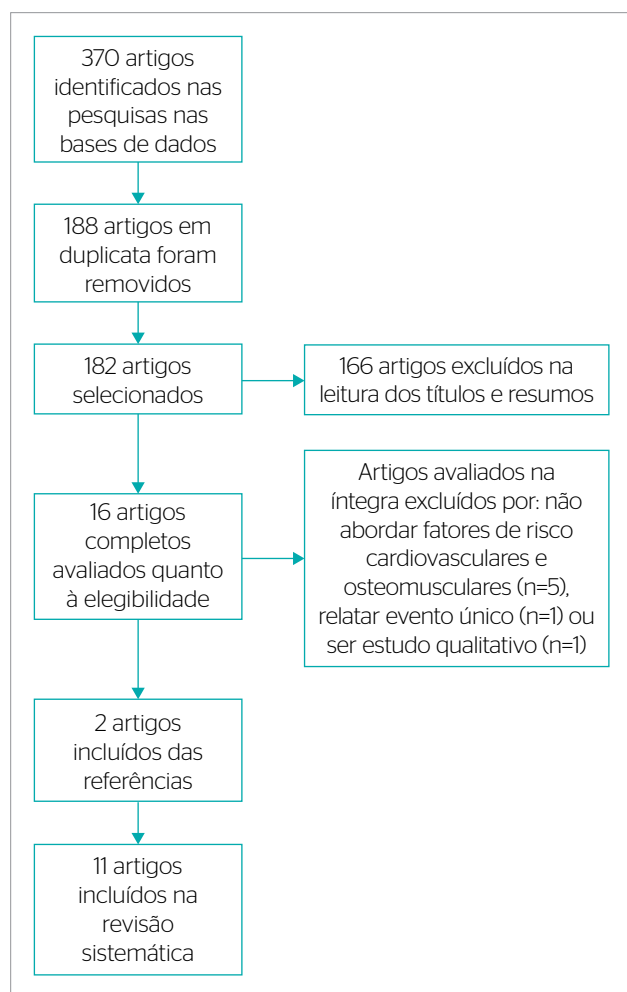 370 artigos
identificados nas
pesquisas nas
bases de dados
188 artigos em
duplicata foram
removidos
182 artigos
selecionados
166 artigos excluídos na
leitura dos títulos e resumos
16 artigos
completos
avaliados quanto
à elegibilidade
Artigos avaliados na
íntegra excluídos por: não
abordar fatores de risco
cardiovasculares e
osteomusculares (n=5),
relatar evento único (n=1) ou
ser estudo qualitativo (n=1)
2 artigos
incluídos das
referências
11 artigos
incluídos na
revisão
sistemática